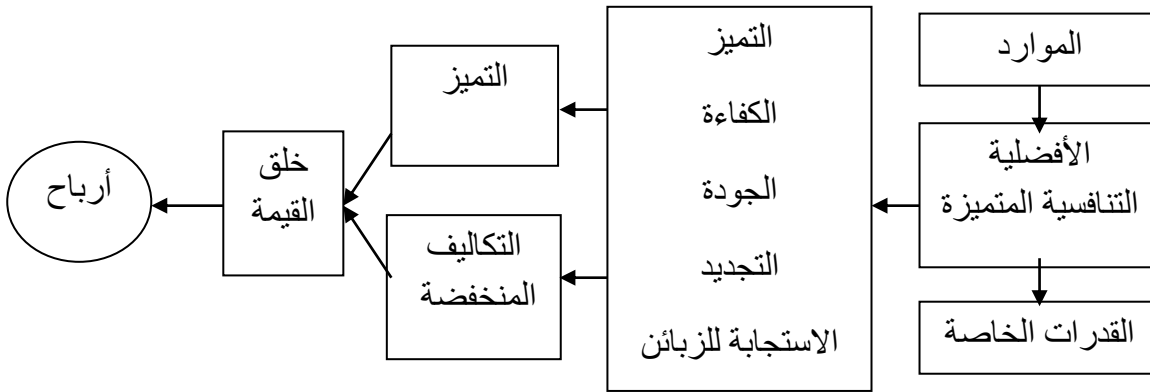 الموارد
الأفضلية
التنافسية المتميزة
القدرات الخاصة
التميز
الكفاءة
الجودة
التجديد
الاستجابة للزبائن
التميز
التكاليف
المنخفضة
خلق
القيمة
أرباح